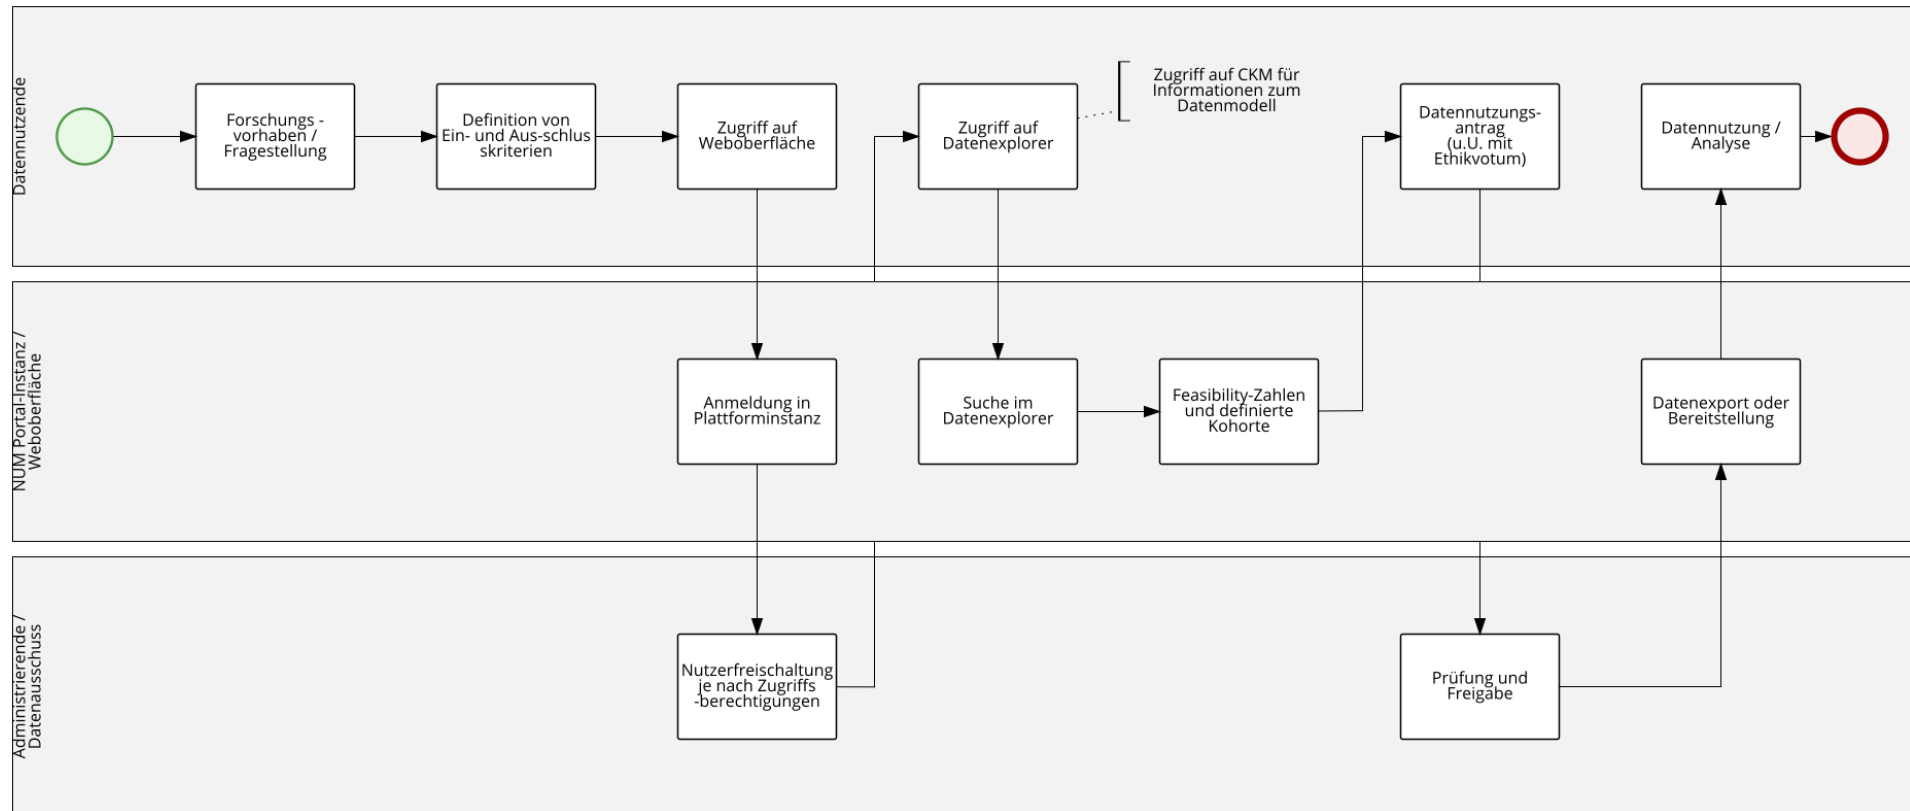 Datennutzende
Forschungs -
vorhaben /
Fragestellung
Definition von
Ein- und Aus-schlus
skriterien
Zugriff auf
Weboberfläche
Zugriff auf
Datenexplorer
Zugriff auf CKM für
Informationen zum
Datenmodell
Datennutzungs-
antrag
(u.U. mit
Ethikvotum)
Datennutzung /
Analyse
NUM Portal-Instanz /
Weboberfläche
Anmeldung in
Plattforminstanz
Suche im
Datenexplorer
Feasibility-Zahlen
und definierte
Kohorte
Datenexport oder
Bereitstellung
Administrierende /
Datenausschuss
Nutzerfreischaltung
je nach Zugriffs
-berechtigungen
Prüfung und
Freigabe